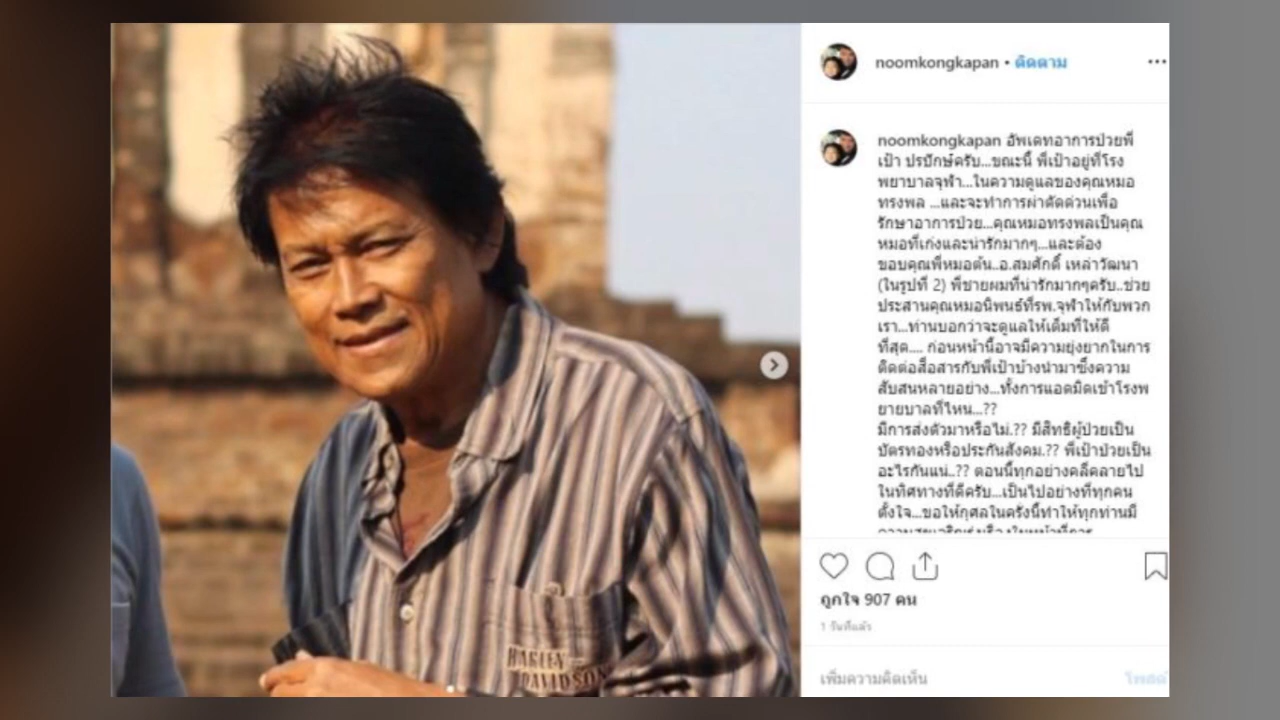 noomkongkapan • ติดตาม
noomkongkapan อัพเดทอาการป่วยพี่
เป้า ปรปักษ์ครับ...ขณะนี้ พี่เป้าอยู่ที่โรง
พยาบาลจุฬา...ในความดูแลของคุณหมอ
ทรงพล ...และจะทำการผ่าตัดด่วนเพื่อ
รักษาอาการป่วย...คุณหมอทรงพลเป็นคุณ
หมอที่เก่งและน่ารักมากๆ...และต้อง
ขอบคุณพี่หมอต้น..อ.สมศักดิ์ เหล่าวัฒนา
(ในรูปที่ 2) พี่ชายผมที่น่ารักมากๆครับ..ช่วย
ประสานคุณหมอนิพนธ์ที่รพ.จุฬาให้กับพวก
เรา...ท่านบอกว่าจะดูแลให้เต็มที่ให้ดี
ที่สุด.... ก่อนหน้านี้อาจมีความยุ่งยากในการ
ติดต่อสื่อสารกับพี่เป้าบ้างนำมาซึ้งความ
สับสนหลายอย่าง...ทั้งการแอดมิดเข้าโรงพ
ยายบาลที่ไหน...??
มีการส่งตัวมาหรือไม่.?? มีสิทธิผู้ป่วยเป็น
บัตรทองหรือประกันสังคม.?? พี่เป้าป่วยเป็น
อะไรกันแน่..?? ตอนนี้ทุกอย่างคลี่คลายไป
ในทิศทางที่ดีครับ...เป็นไปอย่างที่ทุกคน
ตั้งใจ...ขอให้กุศลในครั้งนี้ทำให้ทุกท่านมี
ถูกใจ 907 คน
1 วันที่แล้ว
เพิ่มความคิดเห็น
โพสต์
HARLEY
DAVIDSON